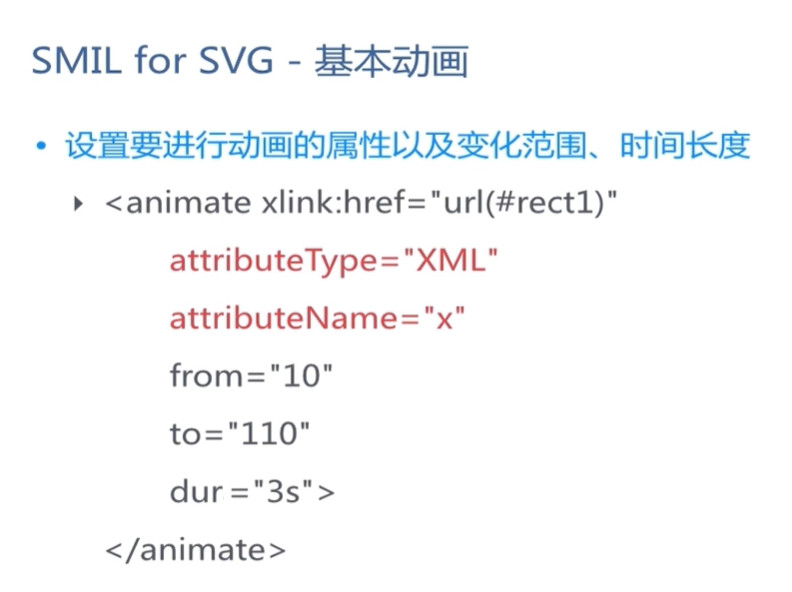 SMIL for SVG - 基本动画
• 设置要进行动画的属性以及变化范围、时间长度
<animate xlink:href="url(#rect1)"
attributeType="XML"
attributeName="x"
from="10"
to="110"
dur ="3s">
</animate>